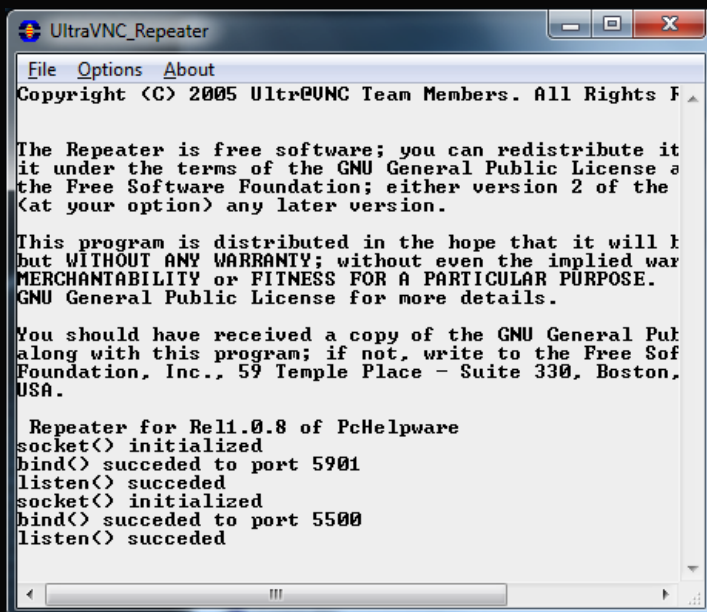 UltraVNC_Repeater
File Options About
Copyright (C) 2005 Ultr@VNC Team Members. All Rights
The Repeater is free software; you can redistribute it
it under the terms of the GNU General Public License
the Free Software Foundation; either version 2 of the
(at your option) any later version.
This program is distributed in the hope that it will
but WITHOUT ANY WARRANTY; without even the implied
MERCHANTABILITY or FITNESS FOR A PARTICULAR PURPOSE.
GNU General Public License for more details.
You should have received a copy of the GNU General
along with this program; if not, write to the Free
Foundation, Inc., 59 Temple Place - Suite 330, Boston,
USA.
Repeater for Rel1.0.8 of PcHelpware
socket() initialized
bind() succeded to port 5901
listen() succeded
socket() initialized
bind() succeded to port 5500
listen() succeded